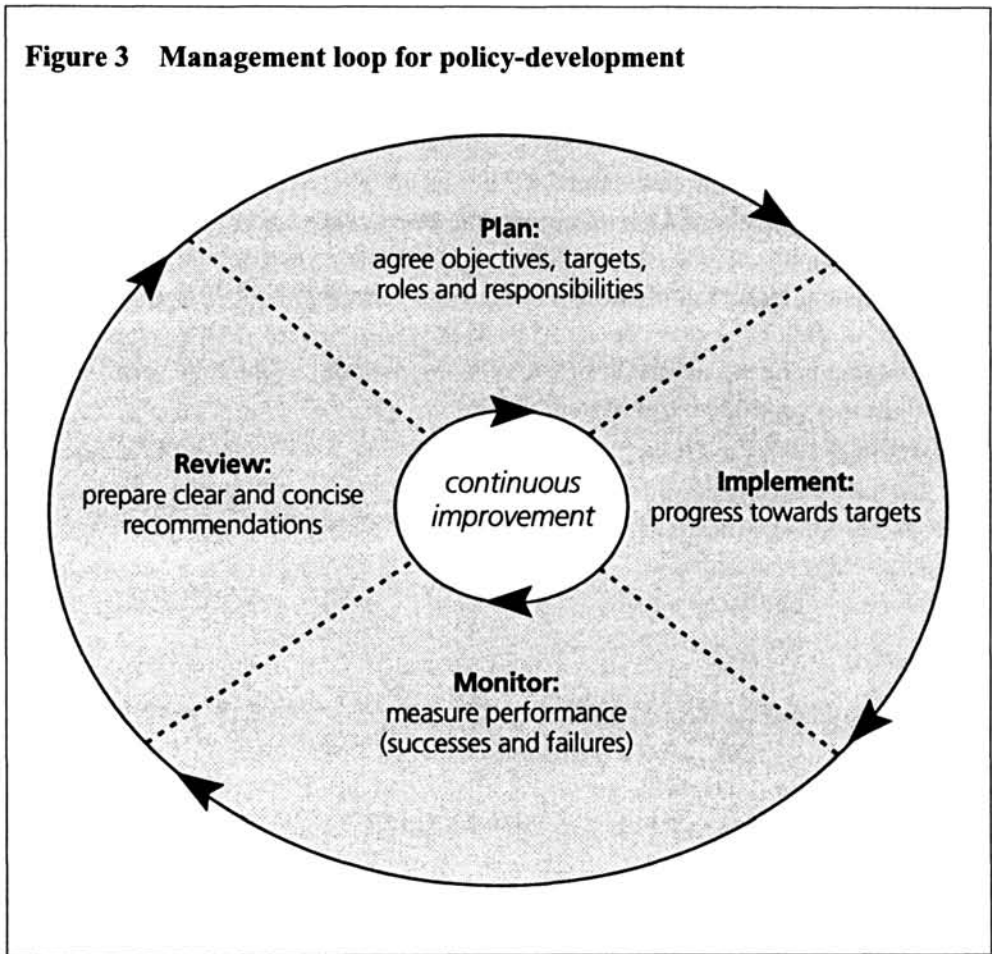 Figure 3 Management loop for policy-development
Plan:
agree objectives, targets,
roles and responsibilities
Review:
prepare clear and concise
recommendations
continuous
improvement
Implement:
progress towards targets
Monitor:
measure performance
(successes and failures)